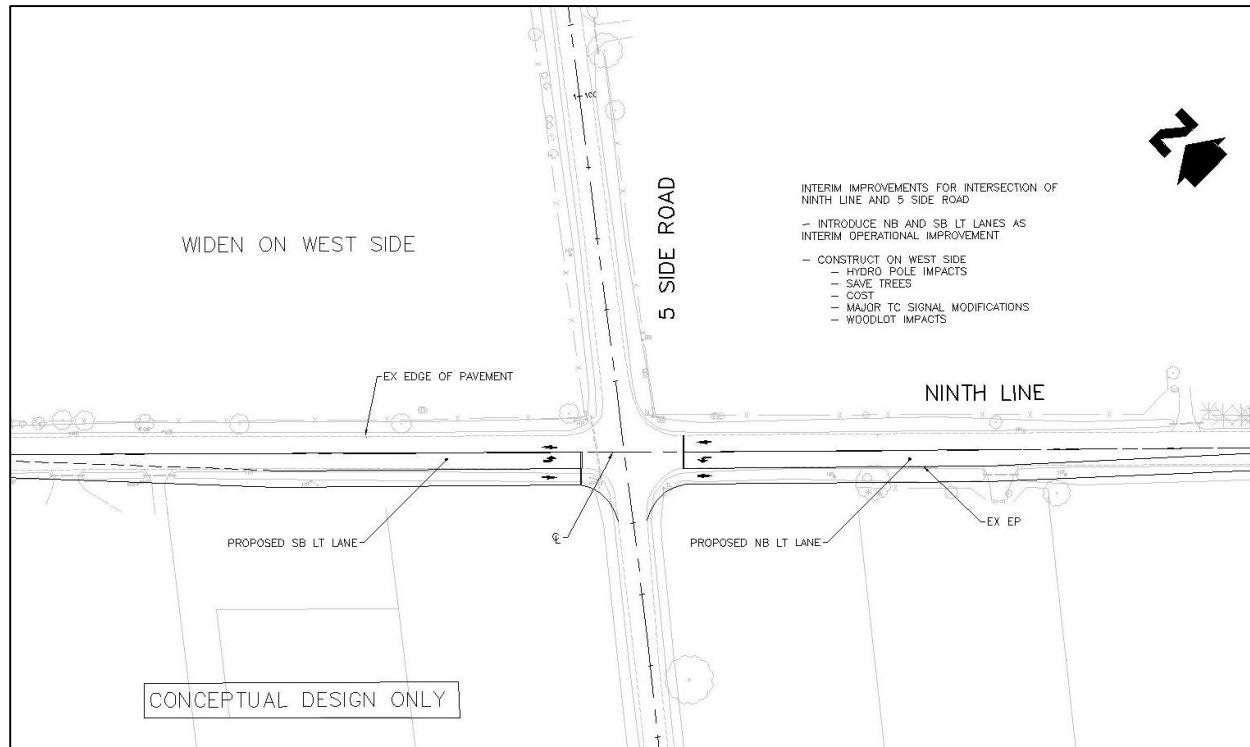 1+100
5 SIDE ROAD
INTERIM IMPROVEMENTS FOR INTERSECTION OF
NINTH LINE AND 5 SIDE ROAD
– INTRODUCE NB AND SB LT LANES AS
INTERIM OPERATIONAL IMPROVEMENT
– CONSTRUCT ON WEST SIDE
– HYDRO POLE IMPACTS
– SAVE TREES
– COST
– MAJOR TC SIGNAL MODIFICATIONS
– WOODLOT IMPACTS
N
WIDEN ON WEST SIDE
EX EDGE OF PAVEMENT
NINTH LINE
PROPOSED SB LT LANE
℄
PROPOSED NB LT LANE
EX EP
CONCEPTUAL DESIGN ONLY